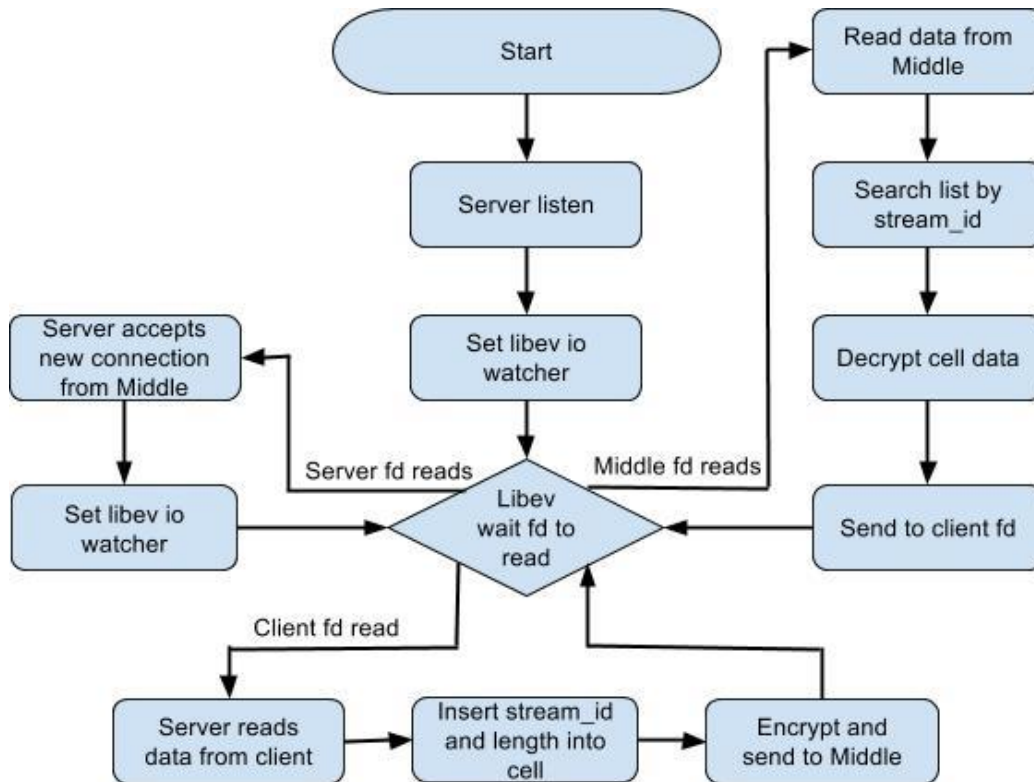 Start
Read data from
Middle
Server listen
Search list by
stream_id
Server accepts
new connection
from Middle
Set libev io
watcher
Decrypt cell data
Server fd reads
Middle fd reads
Set libev io
watcher
Libev
wait fd to
read
Send to client fd
Client fd read
Server reads
data from client
Insert stream_id
and length into
cell
Encrypt and
send to Middle